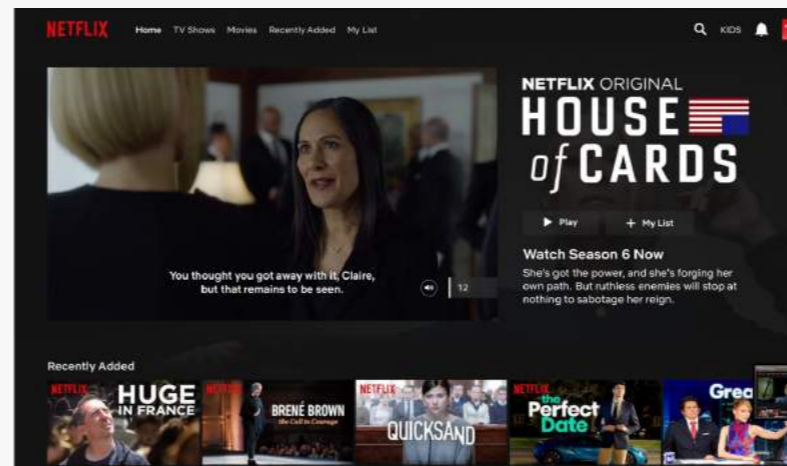 NETFLIX Home TV Shows Movies Recently Added My List KIDS
NETFLIX ORIGINAL
HOUSE
of CARDS
Play + My List
Watch Season 6 Now
She's got the power, and she's forging her
own path. But ruthless enemies will stop at
nothing to sabotage her reign.
You thought you got away with it, Claire,
but that remains to be seen.
12
Recently Added
NETFLIX
HUGE
IN FRANCE
NETFLIX
BRENÉ BROWN
the Call to Courage
NETFLIX
QUICKSAND
NETFLIX
the
Perfect
Date
NETFLIX
Grea